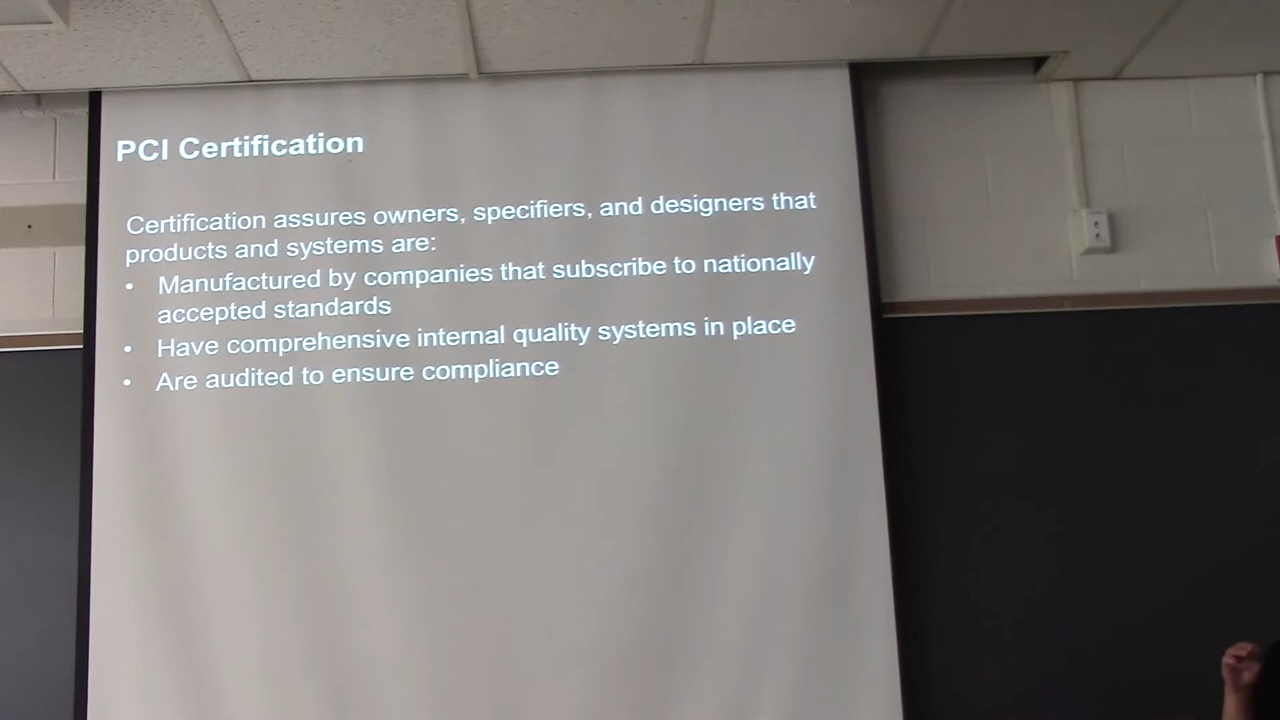 PCI Certification
Certification assures owners, specifiers, and designers that
products and systems are:
• Manufactured by companies that subscribe to nationally
accepted standards
• Have comprehensive internal quality systems in place
• Are audited to ensure compliance